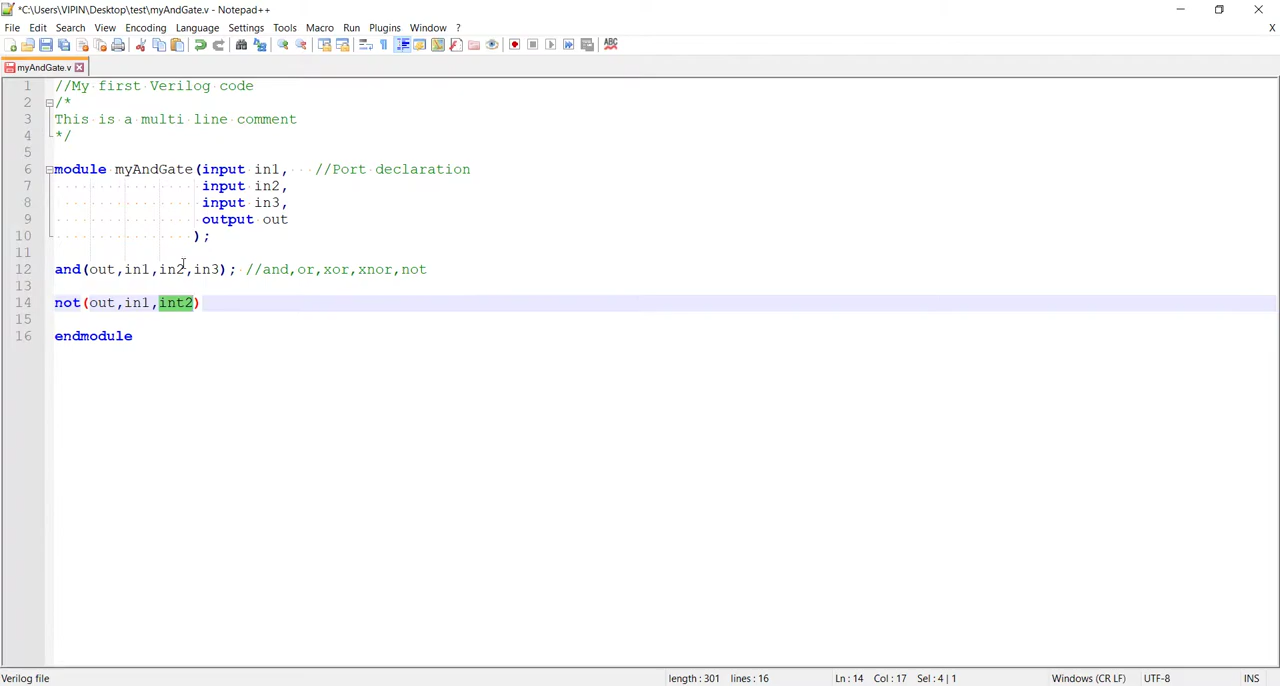 *C:\Users\VIPIN\Desktop\test\myAndGate.v - Notepad++
File Edit Search View Encoding Language Settings Tools Macro Run Plugins Window ? X
myAndGate.v
1 //My first Verilog code
2 /*
3 This is a multi line comment
4 */
5
6 module myAndGate(input in1, //Port declaration
7 input in2,
8 input in3,
9 output out
10 );
11
12 and(out,in1,in2,in3); //and,or,xor,xnor,not
13
14 not(out,in1,int2)
15
16 endmodule
Verilog file length : 301 lines : 16 Ln : 14 Col : 17 Sel : 4 | 1 Windows (CR LF) UTF-8 INS